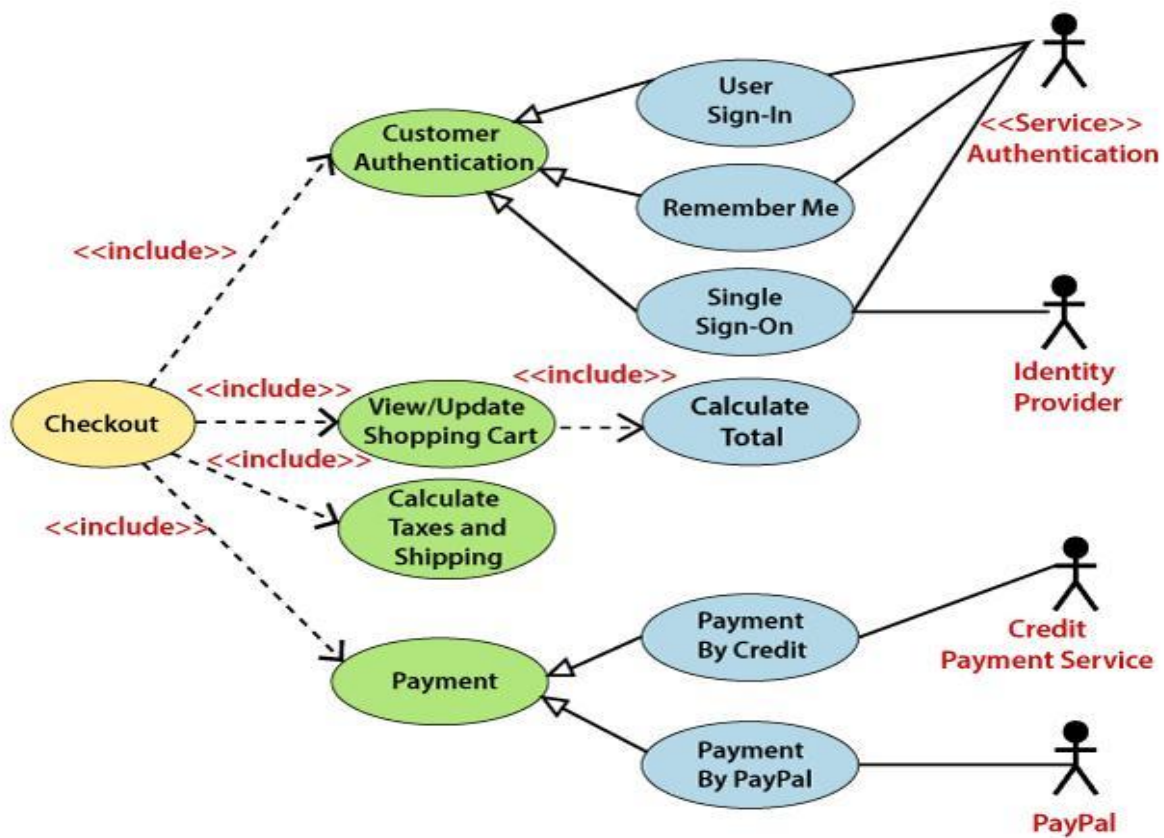 User
Sign-In
<<Service>>
Authentication
Customer
Authentication
Remember Me
<<include>>
Single
Sign-On
Identity
Provider
<<include>>
<<include>>
Checkout
View/Update
Shopping Cart
Calculate
Total
<<include>>
Calculate
Taxes and
Shipping
<<include>>
Payment
By Credit
Credit
Payment Service
Payment
Payment
By PayPal
PayPal